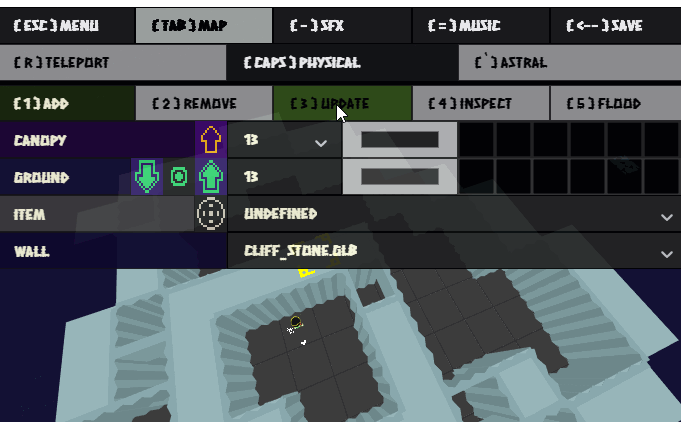 [ESC]MENU [TAB]MAP [-]SFX [=]MUSIC [<--]SAVE
[R]TELEPORT [CAPS]PHYSICAL [`]ASTRAL
[1]ADD [2]REMOVE [3]UPDATE [4]INSPECT [5]FLOOD
CANOPY 13
GROUND 13
ITEM UNDEFINED
WALL CLIFF_STONE.GLB